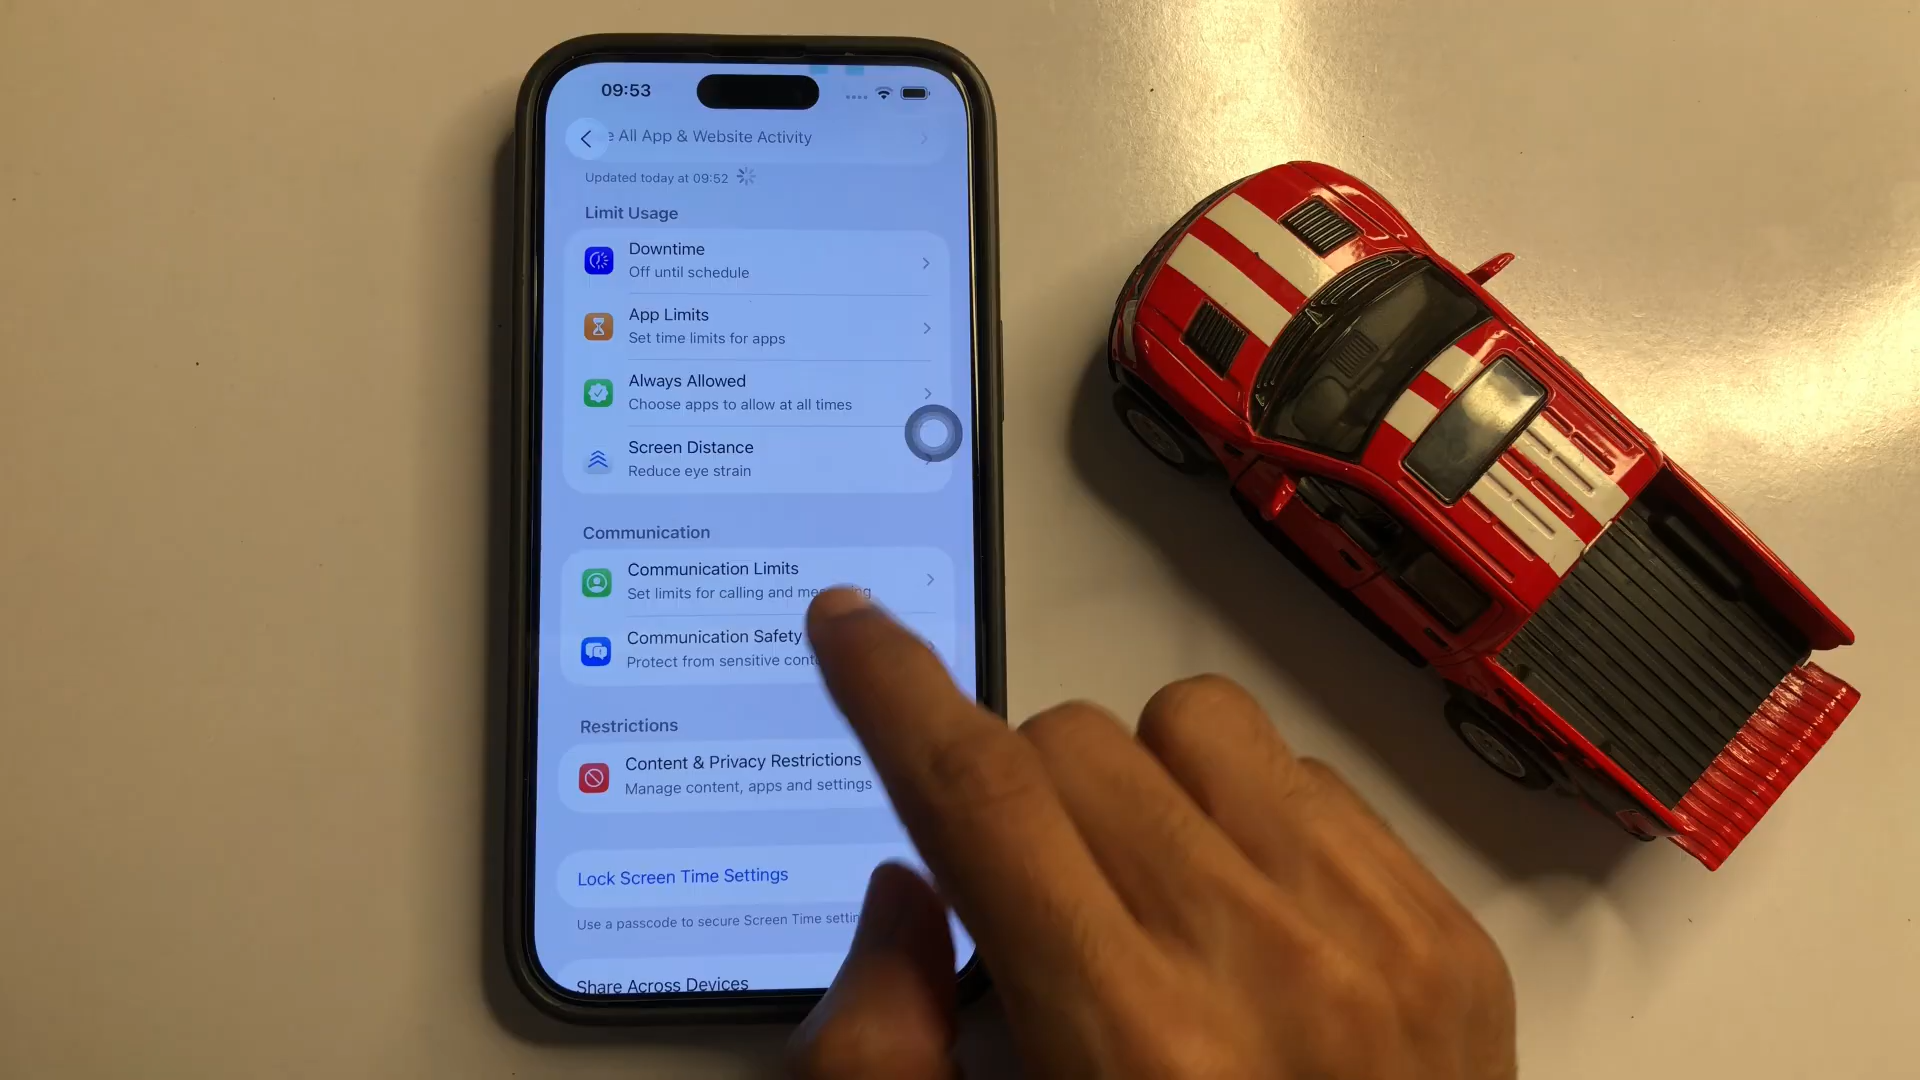 09:53
e All App & Website Activity
Updated today at 09:52
Limit Usage
Downtime
Off until schedule
App Limits
Set time limits for apps
Always Allowed
Choose apps to allow at all times
Screen Distance
Reduce eye strain
Communication
Communication Limits
Set limits for calling and
Communication Safety
Protect from sensitive
Restrictions
Content & Privacy Restrictions
Manage content, apps and settings
Lock Screen Time Settings
Use a passcode to secure Screen Time
Share Across Devices